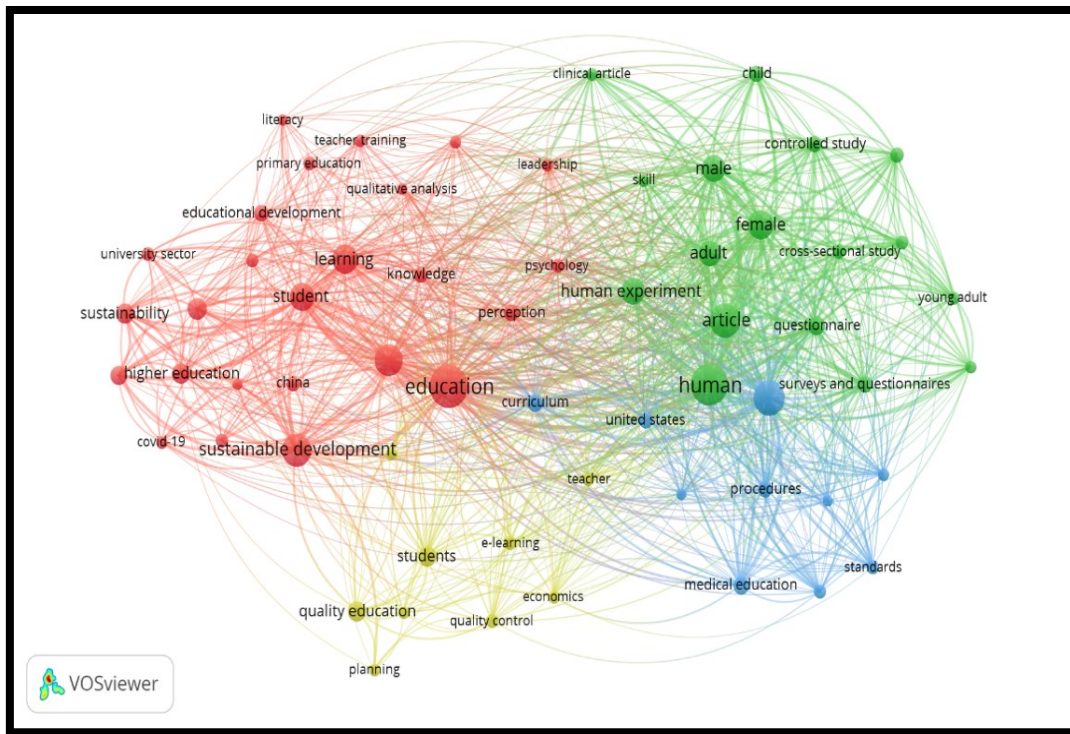 clinical article
child
literacy
teacher training
controlled study
primary education
leadership
male
skill
qualitative analysis
educational development
female
university sector
learning
knowledge
psychology
adult
cross-sectional study
student
human experiment
young adult
sustainability
perception
article
questionnaire
higher education
china
education
human
surveys and questionnaires
curriculum
united states
covid-19
sustainable development
teacher
procedures
students
e-learning
standards
medical education
economics
quality education
quality control
planning
VOSviewer